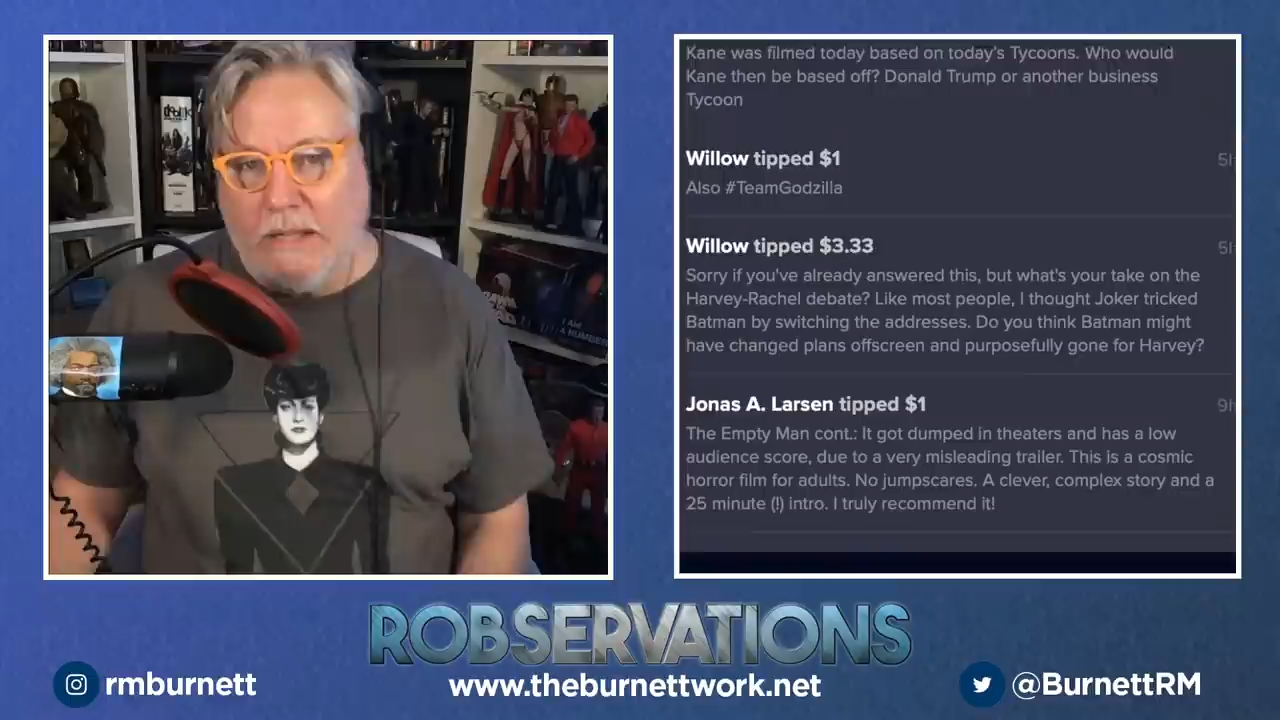 Kane was filmed today based on today's Tycoons. Who would
Kane then be based off? Donald Trump or another business
Tycoon
Willow tipped $1
5h
Also #TeamGodzilla
Willow tipped $3.33
5h
Sorry if you've already answered this, but what's your take on the
Harvey-Rachel debate? Like most people, I thought Joker tricked
Batman by switching the addresses. Do you think Batman might
have changed plans offscreen and purposefully gone for Harvey?
Jonas A. Larsen tipped $1
9h
The Empty Man cont.: It got dumped in theaters and has a low
audience score, due to a very misleading trailer. This is a cosmic
horror film for adults. No jumpscares. A clever, complex story and a
25 minute (!) intro. I truly recommend it!
I AM
A NUMBER
ROBSERVATIONS
rmburnett
www.theburnettwork.net
@BurnettRM